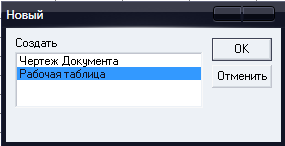 Новый
Создать
Чертеж Документа
Рабочая таблица
OK
Отменить